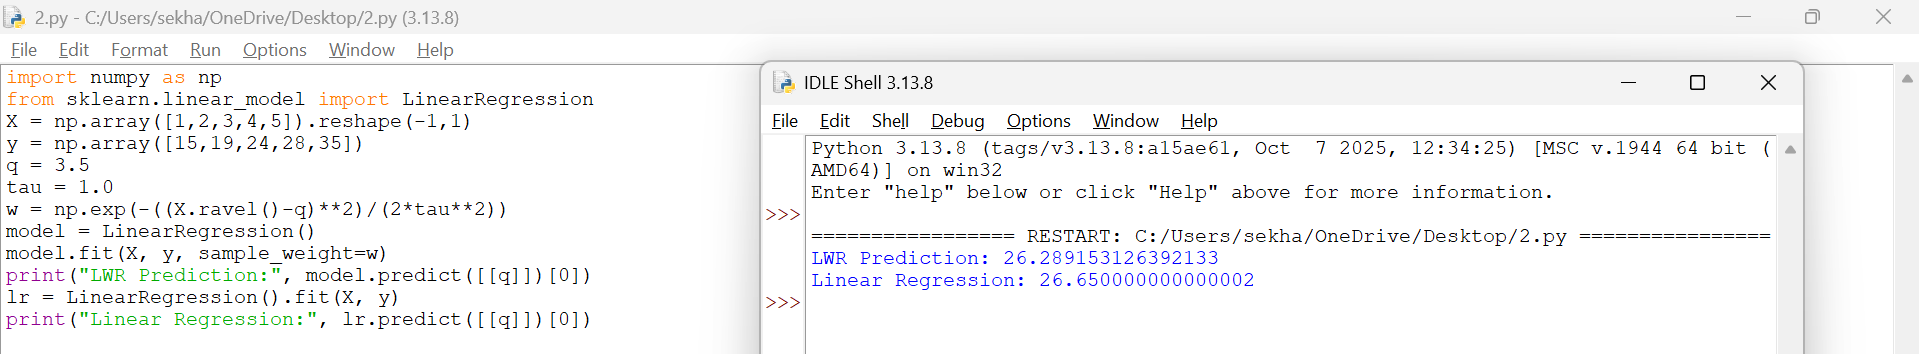 2.py - C:/Users/sekha/OneDrive/Desktop/2.py (3.13.8)
File Edit Format Run Options Window Help
import numpy as np
from sklearn.linear_model import LinearRegression
X = np.array([1,2,3,4,5]).reshape(-1,1)
y = np.array([15,19,24,28,35])
q = 3.5
tau = 1.0
w = np.exp(-((X.ravel()-q)**2)/(2*tau**2))
model = LinearRegression()
model.fit(X, y, sample_weight=w)
print("LWR Prediction:", model.predict([[q]])[0])
lr = LinearRegression().fit(X, y)
print("Linear Regression:", lr.predict([[q]])[0])
IDLE Shell 3.13.8
File Edit Shell Debug Options Window Help
Python 3.13.8 (tags/v3.13.8:a15ae61, Oct  7 2025, 12:34:25) [MSC v.1944 64 bit (
AMD64)] on win32
Enter "help" below or click "Help" above for more information.
>>>
================= RESTART: C:/Users/sekha/OneDrive/Desktop/2.py ================
LWR Prediction: 26.289153126392133
Linear Regression: 26.650000000000002
>>>